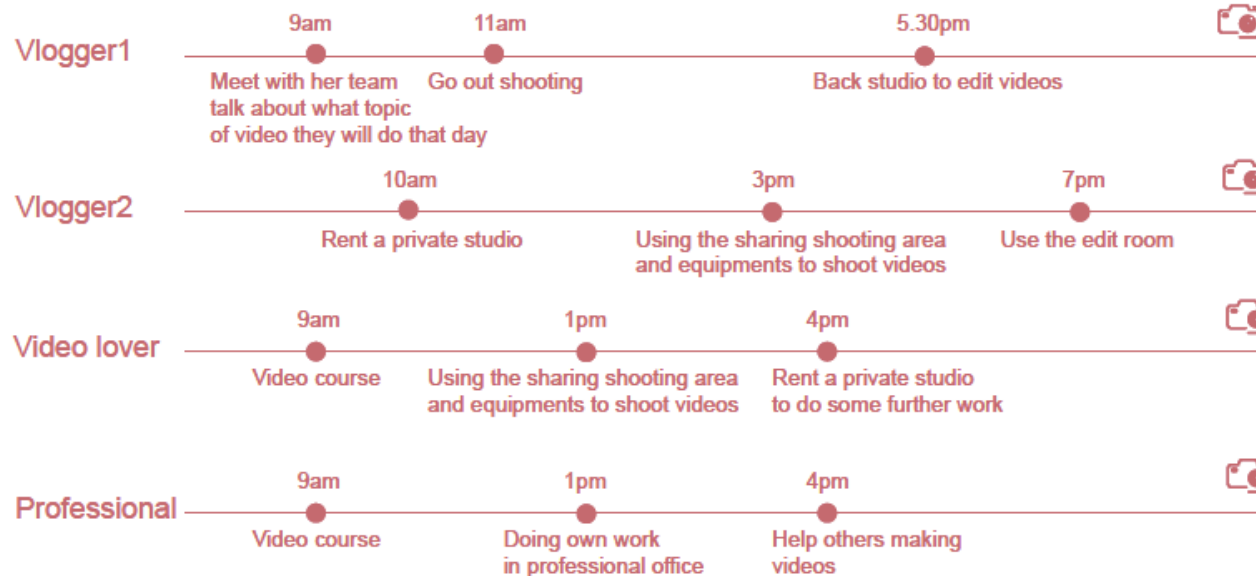 9am 11am 5.30pm
Vlogger1
Meet with her team Go out shooting Back studio to edit videos
talk about what topic
of video they will do that day
10am 3pm 7pm
Vlogger2
Rent a private studio Using the sharing shooting area Use the edit room
and equipments to shoot videos
9am 1pm 4pm
Video lover
Video course Using the sharing shooting area Rent a private studio
and equipments to shoot videos to do some further work
9am 1pm 4pm
Professional
Video course Doing own work Help others making
in professional office videos